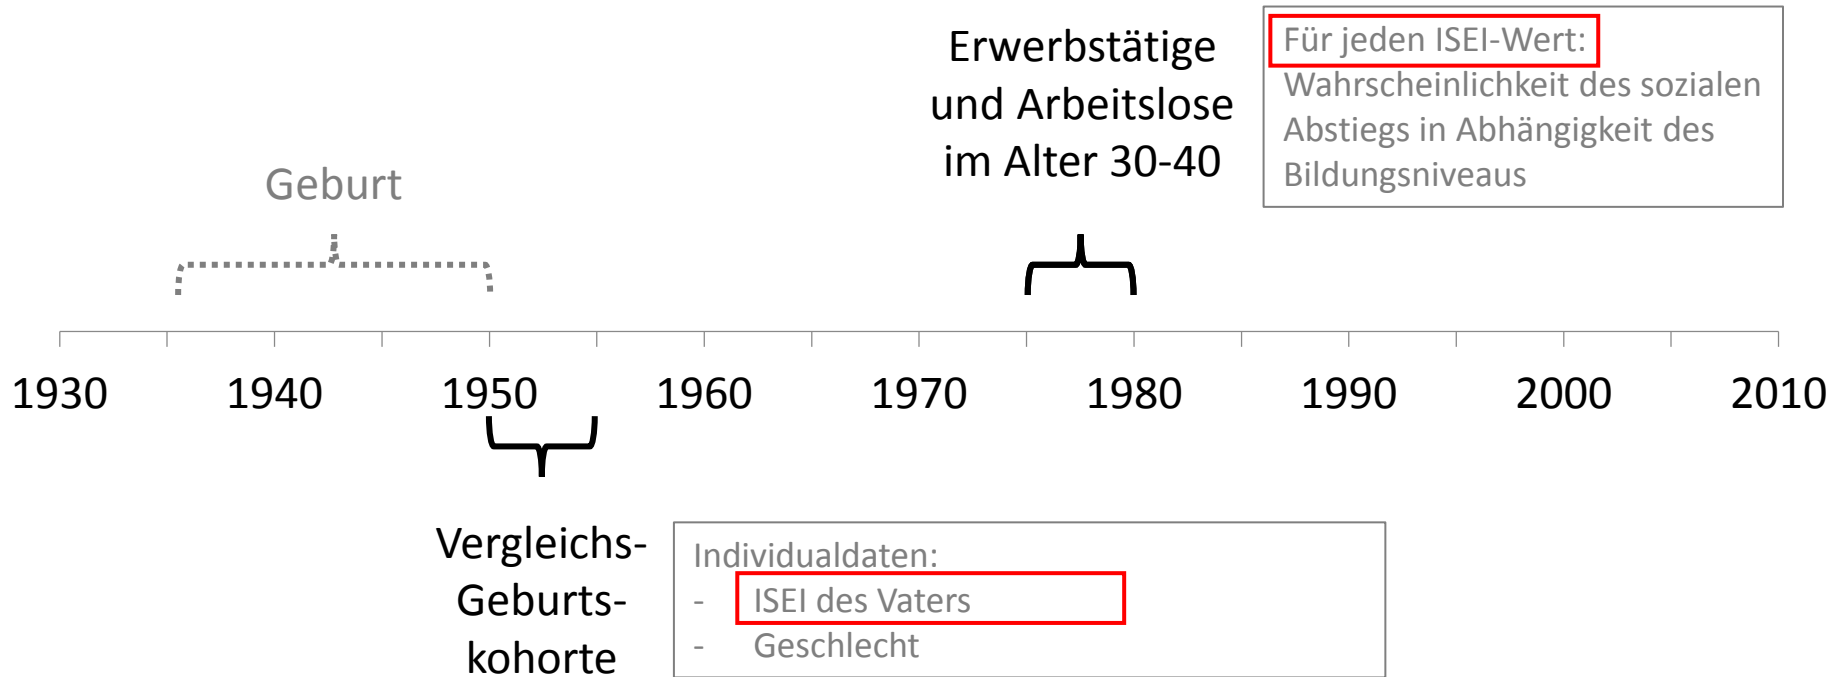 Erwerbstätige
und Arbeitslose
im Alter 30-40
Für jeden ISEI-Wert:
Wahrscheinlichkeit des sozialen
Abstiegs in Abhängigkeit des
Bildungsniveaus
Geburt
1930 1940 1950 1960 1970 1980 1990 2000 2010
Vergleichs-
Geburts-
kohorte
Individualdaten:
- ISEI des Vaters
- Geschlecht